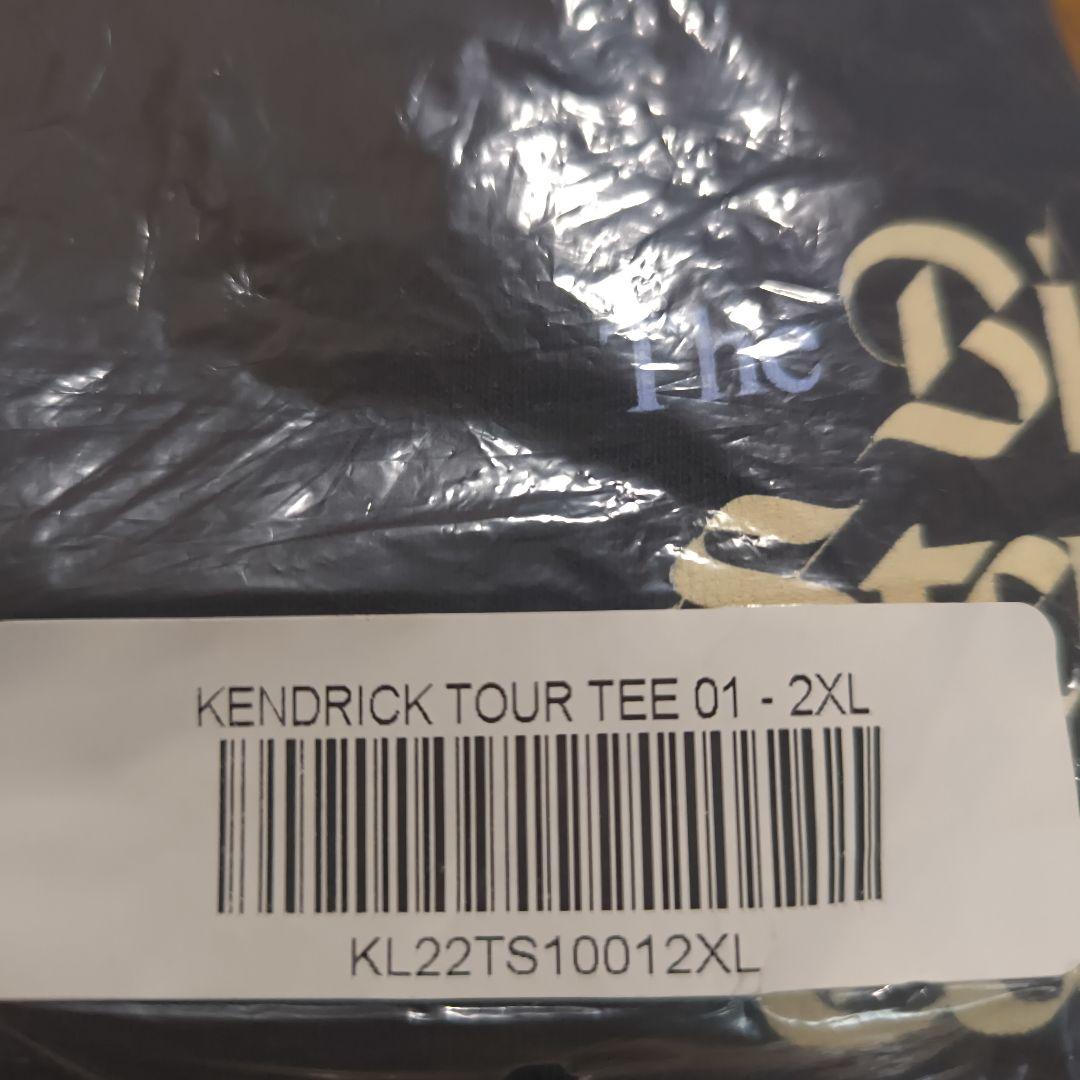 The
KENDRICK TOUR TEE 01 - 2XL
KL22TS10012XL